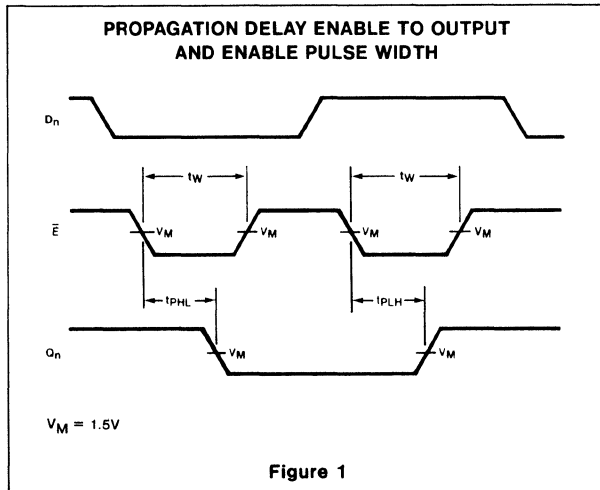 PROPAGATION DELAY ENABLE TO OUTPUT
AND ENABLE PULSE WIDTH
Dn
tW tW
E̅ VM VM VM VM
tPHL tPLH
Qn VM VM
VM = 1.5V
Figure 1